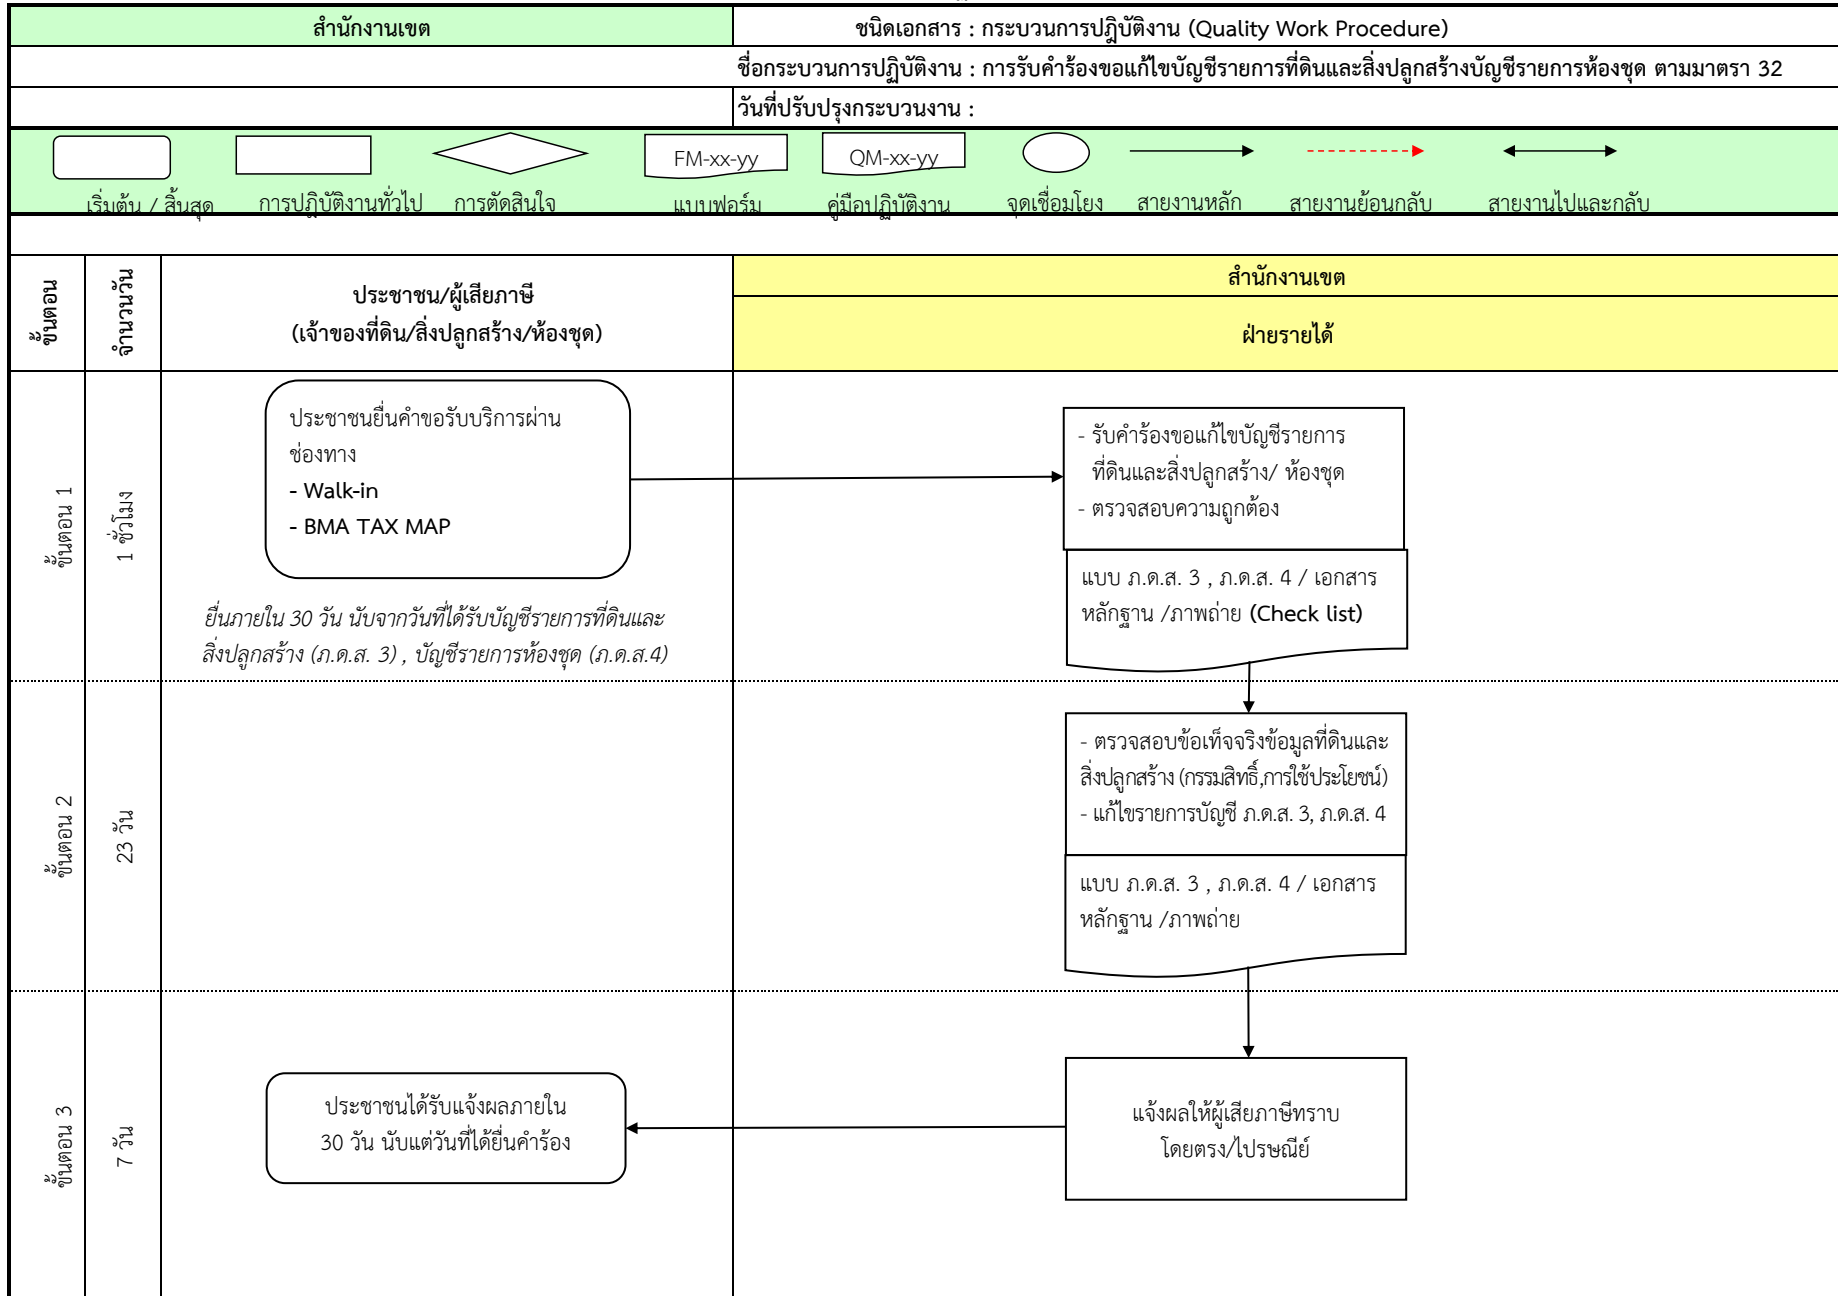 สำนักงานเขต
ชนิดเอกสาร : กระบวนการปฎิบัติงาน (Quality Work Procedure)
ชื่อกระบวนการปฏิบัติงาน : การรับคำร้องขอแก้ไขบัญชีรายการที่ดินและสิ่งปลูกสร้างบัญชีรายการห้องชุด ตามมาตรา 32
วันที่ปรับปรุงกระบวนงาน :
FM-xx-yy
QM-xx-yy
เริ่มต้น / สิ้นสุด
การปฏิบัติงานทั่วไป
การตัดสินใจ
แบบฟอร์ม
คู่มือปฏิบัติงาน
จุดเชื่อมโยง
สายงานหลัก
สายงานย้อนกลับ
สายงานไปและกลับ
ขั้นตอน
จำนวนวัน
ประชาชน/ผู้เสียภาษี
(เจ้าของที่ดิน/สิ่งปลูกสร้าง/ห้องชุด)
สำนักงานเขต
ฝ่ายรายได้
ขั้นตอน 1
1 ชั่วโมง
ประชาชนยื่นคำขอรับบริการผ่าน
ช่องทาง
- Walk-in
- BMA TAX MAP
ยื่นภายใน 30 วัน นับจากวันที่ได้รับบัญชีรายการที่ดินและ
สิ่งปลูกสร้าง (ภ.ด.ส. 3) , บัญชีรายการห้องชุด (ภ.ด.ส.4)
- รับคำร้องขอแก้ไขบัญชีรายการ
ที่ดินและสิ่งปลูกสร้าง/ ห้องชุด
- ตรวจสอบความถูกต้อง
แบบ ภ.ด.ส. 3 , ภ.ด.ส. 4 / เอกสาร
หลักฐาน /ภาพถ่าย (Check list)
ขั้นตอน 2
23 วัน
- ตรวจสอบข้อเท็จจริงข้อมูลที่ดินและ
สิ่งปลูกสร้าง (กรรมสิทธิ์,การใช้ประโยชน์)
- แก้ไขรายการบัญชี ภ.ด.ส. 3, ภ.ด.ส. 4
แบบ ภ.ด.ส. 3 , ภ.ด.ส. 4 / เอกสาร
หลักฐาน /ภาพถ่าย
ขั้นตอน 3
7 วัน
ประชาชนได้รับแจ้งผลภายใน
30 วัน นับแต่วันที่ได้ยื่นคำร้อง
แจ้งผลให้ผู้เสียภาษีทราบ
โดยตรง/ไปรษณีย์